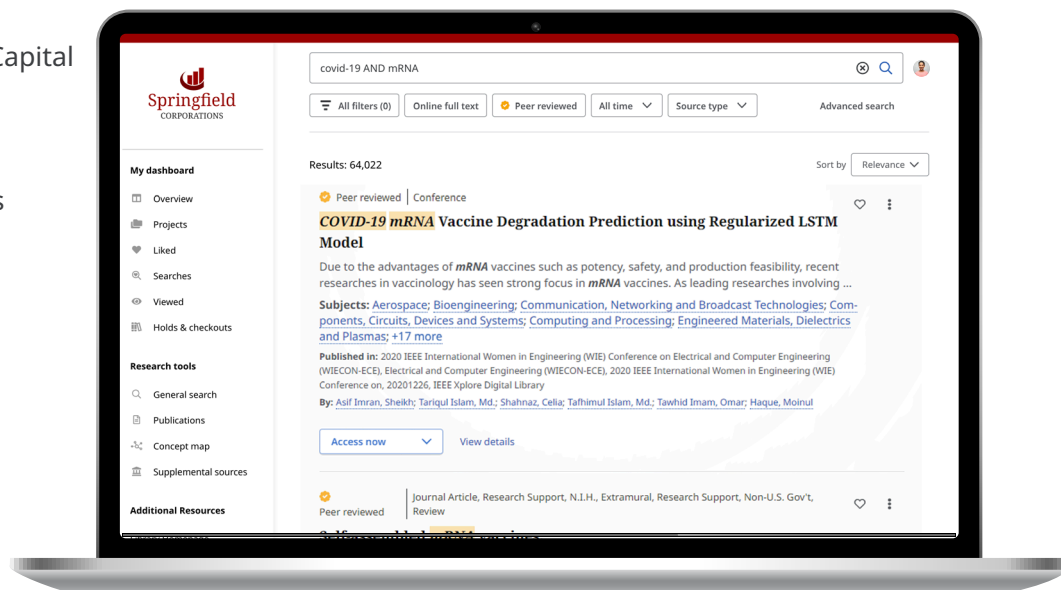 Capital
s
Springfield
CORPORATIONS
My dashboard
Overview
Projects
Liked
Searches
Viewed
Holds & checkouts
Research tools
General search
Publications
Concept map
Supplemental sources
Additional Resources
covid-19 AND mRNA
All filters (0)
Online full text
Peer reviewed
All time
Source type
Advanced search
Results: 64,022
Sort by
Relevance
Peer reviewed | Conference
COVID-19 mRNA Vaccine Degradation Prediction using Regularized LSTM
Model
Due to the advantages of mRNA vaccines such as potency, safety, and production feasibility, recent
researches in vaccinology has seen strong focus in mRNA vaccines. As leading researches involving ...
Subjects: Aerospace; Bioengineering; Communication, Networking and Broadcast Technologies; Com-
ponents, Circuits, Devices and Systems; Computing and Processing; Engineered Materials, Dielectrics
and Plasmas; +17 more
Published in: 2020 IEEE International Women in Engineering (WIE) Conference on Electrical and Computer Engineering
(WIECON-ECE), Electrical and Computer Engineering (WIECON-ECE), 2020 IEEE International Women in Engineering (WIE)
Conference on, 20201226, IEEE Xplore Digital Library
By: Asif Imran, Sheikh; Tariqul Islam, Md.; Shahnaz, Celia; Tafhimul Islam, Md.; Tawhid Imam, Omar; Haque, Moinul
Access now
View details
Peer reviewed
Journal Article, Research Support, N.I.H., Extramural, Research Support, Non-U.S. Gov't,
Review